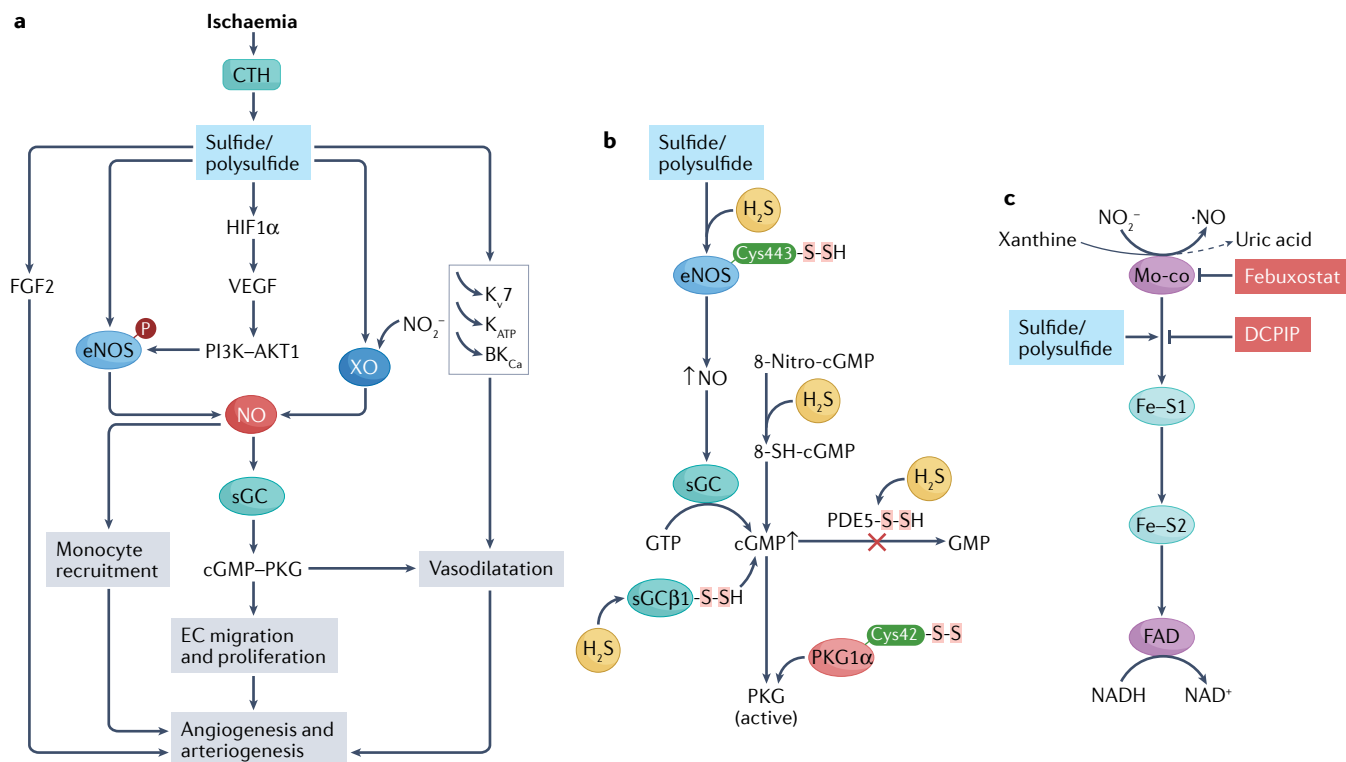 a
Ischaemia
CTH
Sulfide/
polysulfide
HIF1α
FGF2
VEGF
eNOS
P
PI3K–AKT1
XO
NO₂⁻
Kᵥ7
K_ATP
BK_Ca
NO
sGC
Monocyte
recruitment
cGMP–PKG
Vasodilatation
EC migration
and proliferation
Angiogenesis and
arteriogenesis
b
Sulfide/
polysulfide
H₂S
eNOS
Cys443
-S-SH
↑NO
8-Nitro-cGMP
H₂S
8-SH-cGMP
sGC
H₂S
PDE5-S-SH
GTP
cGMP↑
GMP
sGCβ1
-S-SH
H₂S
Cys42
-S-S
PKG1α
PKG
(active)
c
NO₂⁻
·NO
Xanthine
Uric acid
Mo-co
Febuxostat
Sulfide/
polysulfide
DCPIP
Fe–S1
Fe–S2
FAD
NADH
NAD⁺